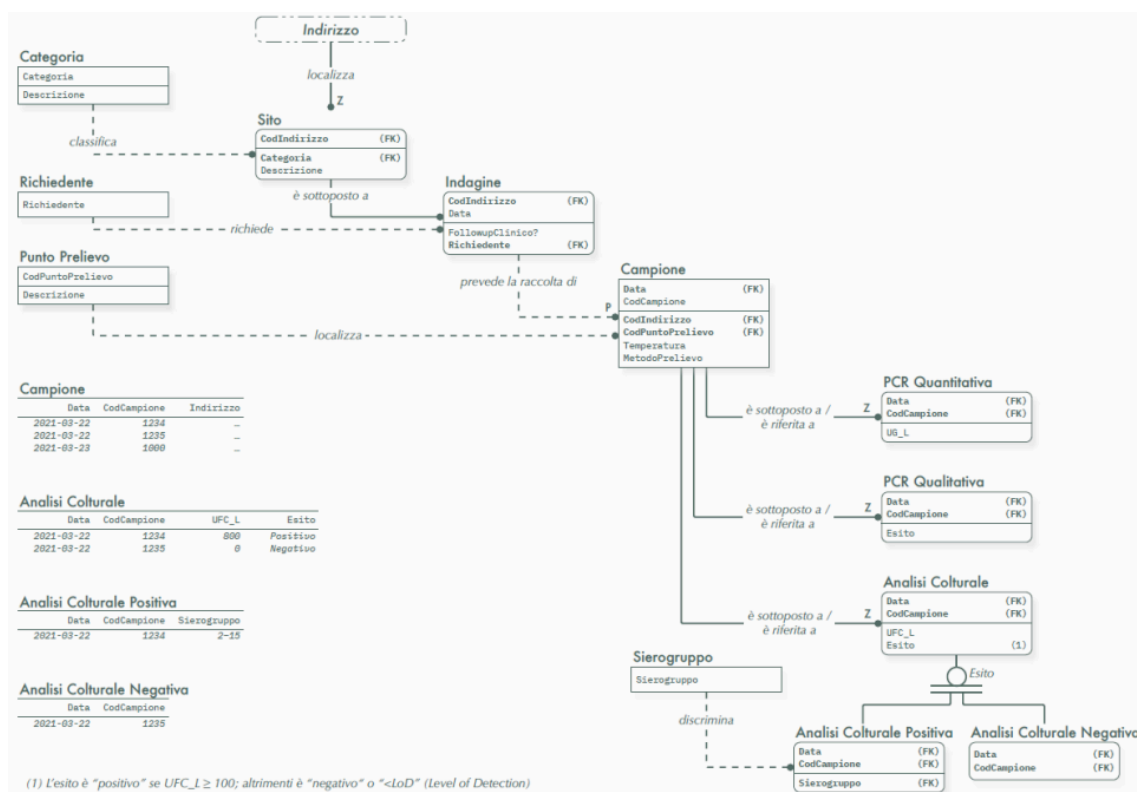 Indirizzo
localizza
Z
Categoria
Categoria
Descrizione
classifica
Sito
CodIndirizzo (FK)
Categoria (FK)
Descrizione
è sottoposto a
Richiedente
Richiedente
richiede
Indagine
CodIndirizzo (FK)
Data
FollowupClinico?
Richiedente (FK)
prevede la raccolta di
P
Punto Prelievo
CodPuntoPrelievo
Descrizione
localizza
Campione
Data (FK)
CodCampione
CodIndirizzo (FK)
CodPuntoPrelievo (FK)
Temperatura
MetodoPrelievo
Campione
Data CodCampione Indirizzo
2021-03-22 1234 …
2021-03-22 1235 …
2021-03-23 1000 …
Analisi Colturale
Data CodCampione UFC_L Esito
2021-03-22 1234 800 Positivo
2021-03-22 1235 0 Negativo
Analisi Colturale Positiva
Data CodCampione Sierogruppo
2021-03-22 1234 2–15
Analisi Colturale Negativa
Data CodCampione
2021-03-22 1235
è sottoposto a /
è riferita a
Z
PCR Quantitativa
Data (FK)
CodCampione (FK)
UG_L
è sottoposto a /
è riferita a
Z
PCR Qualitativa
Data (FK)
CodCampione (FK)
Esito
è sottoposto a /
è riferita a
Z
Analisi Colturale
Data (FK)
CodCampione (FK)
UFC_L
Esito (1)
Esito
Sierogruppo
Sierogruppo
discrimina
Analisi Colturale Positiva
Data (FK)
CodCampione (FK)
Sierogruppo (FK)
Analisi Colturale Negativa
Data (FK)
CodCampione (FK)
(1) L'esito è "positivo" se UFC_L ≥ 100; altrimenti è "negativo" o "<LoD" (Level of Detection)